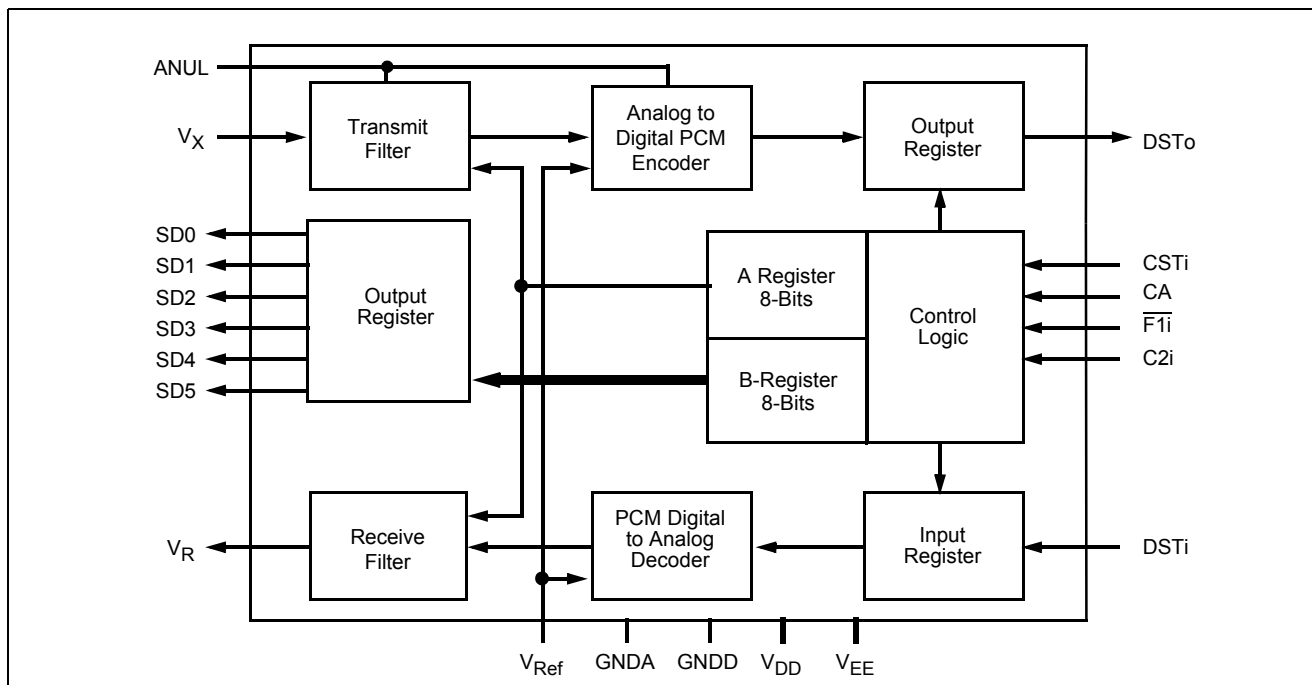 ANUL
V_X
Transmit
Filter
Analog to
Digital PCM
Encoder
Output
Register
DSTo
SD0
SD1
SD2
SD3
SD4
SD5
Output
Register
A Register
8-Bits
B-Register
8-Bits
Control
Logic
CSTi
CA
F1i
C2i
V_R
Receive
Filter
PCM Digital
to Analog
Decoder
Input
Register
DSTi
V_Ref
GNDA
GNDD
V_DD
V_EE